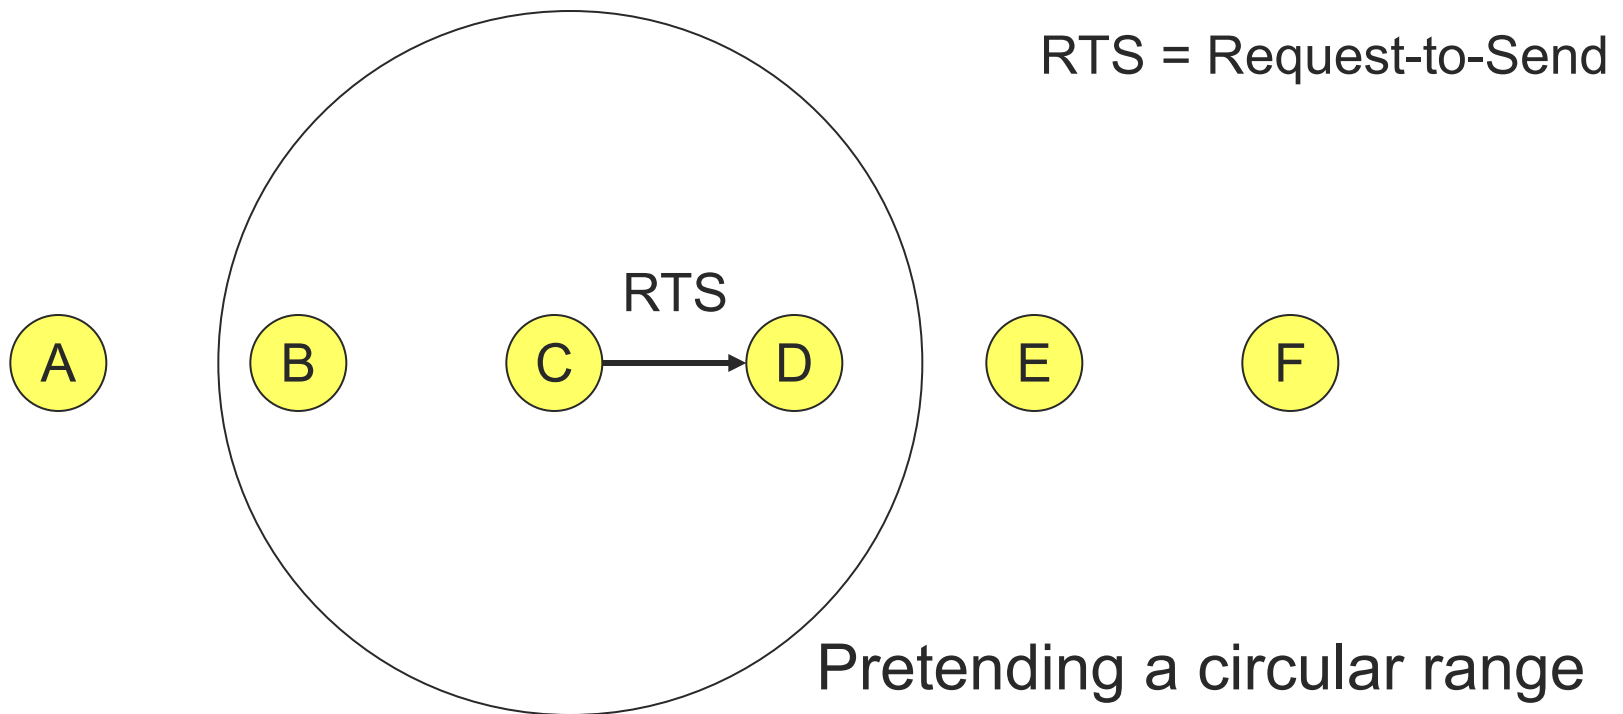 RTS = Request-to-Send
RTS
A B C D E F
Pretending a circular range